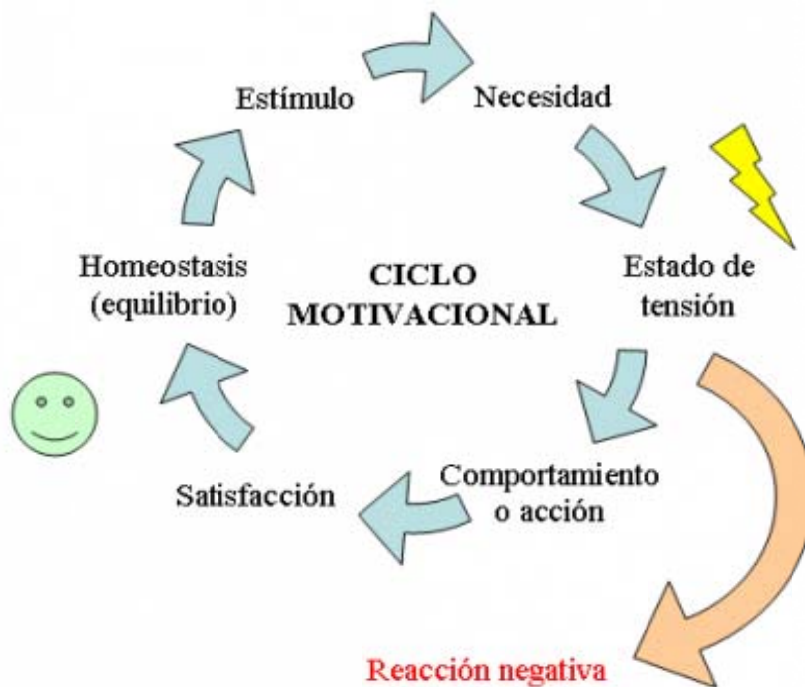 Estímulo
Necesidad
Estado de
tensión
Comportamiento
o acción
Satisfacción
Homeostasis
(equilibrio)
CICLO
MOTIVACIONAL
Reacción negativa